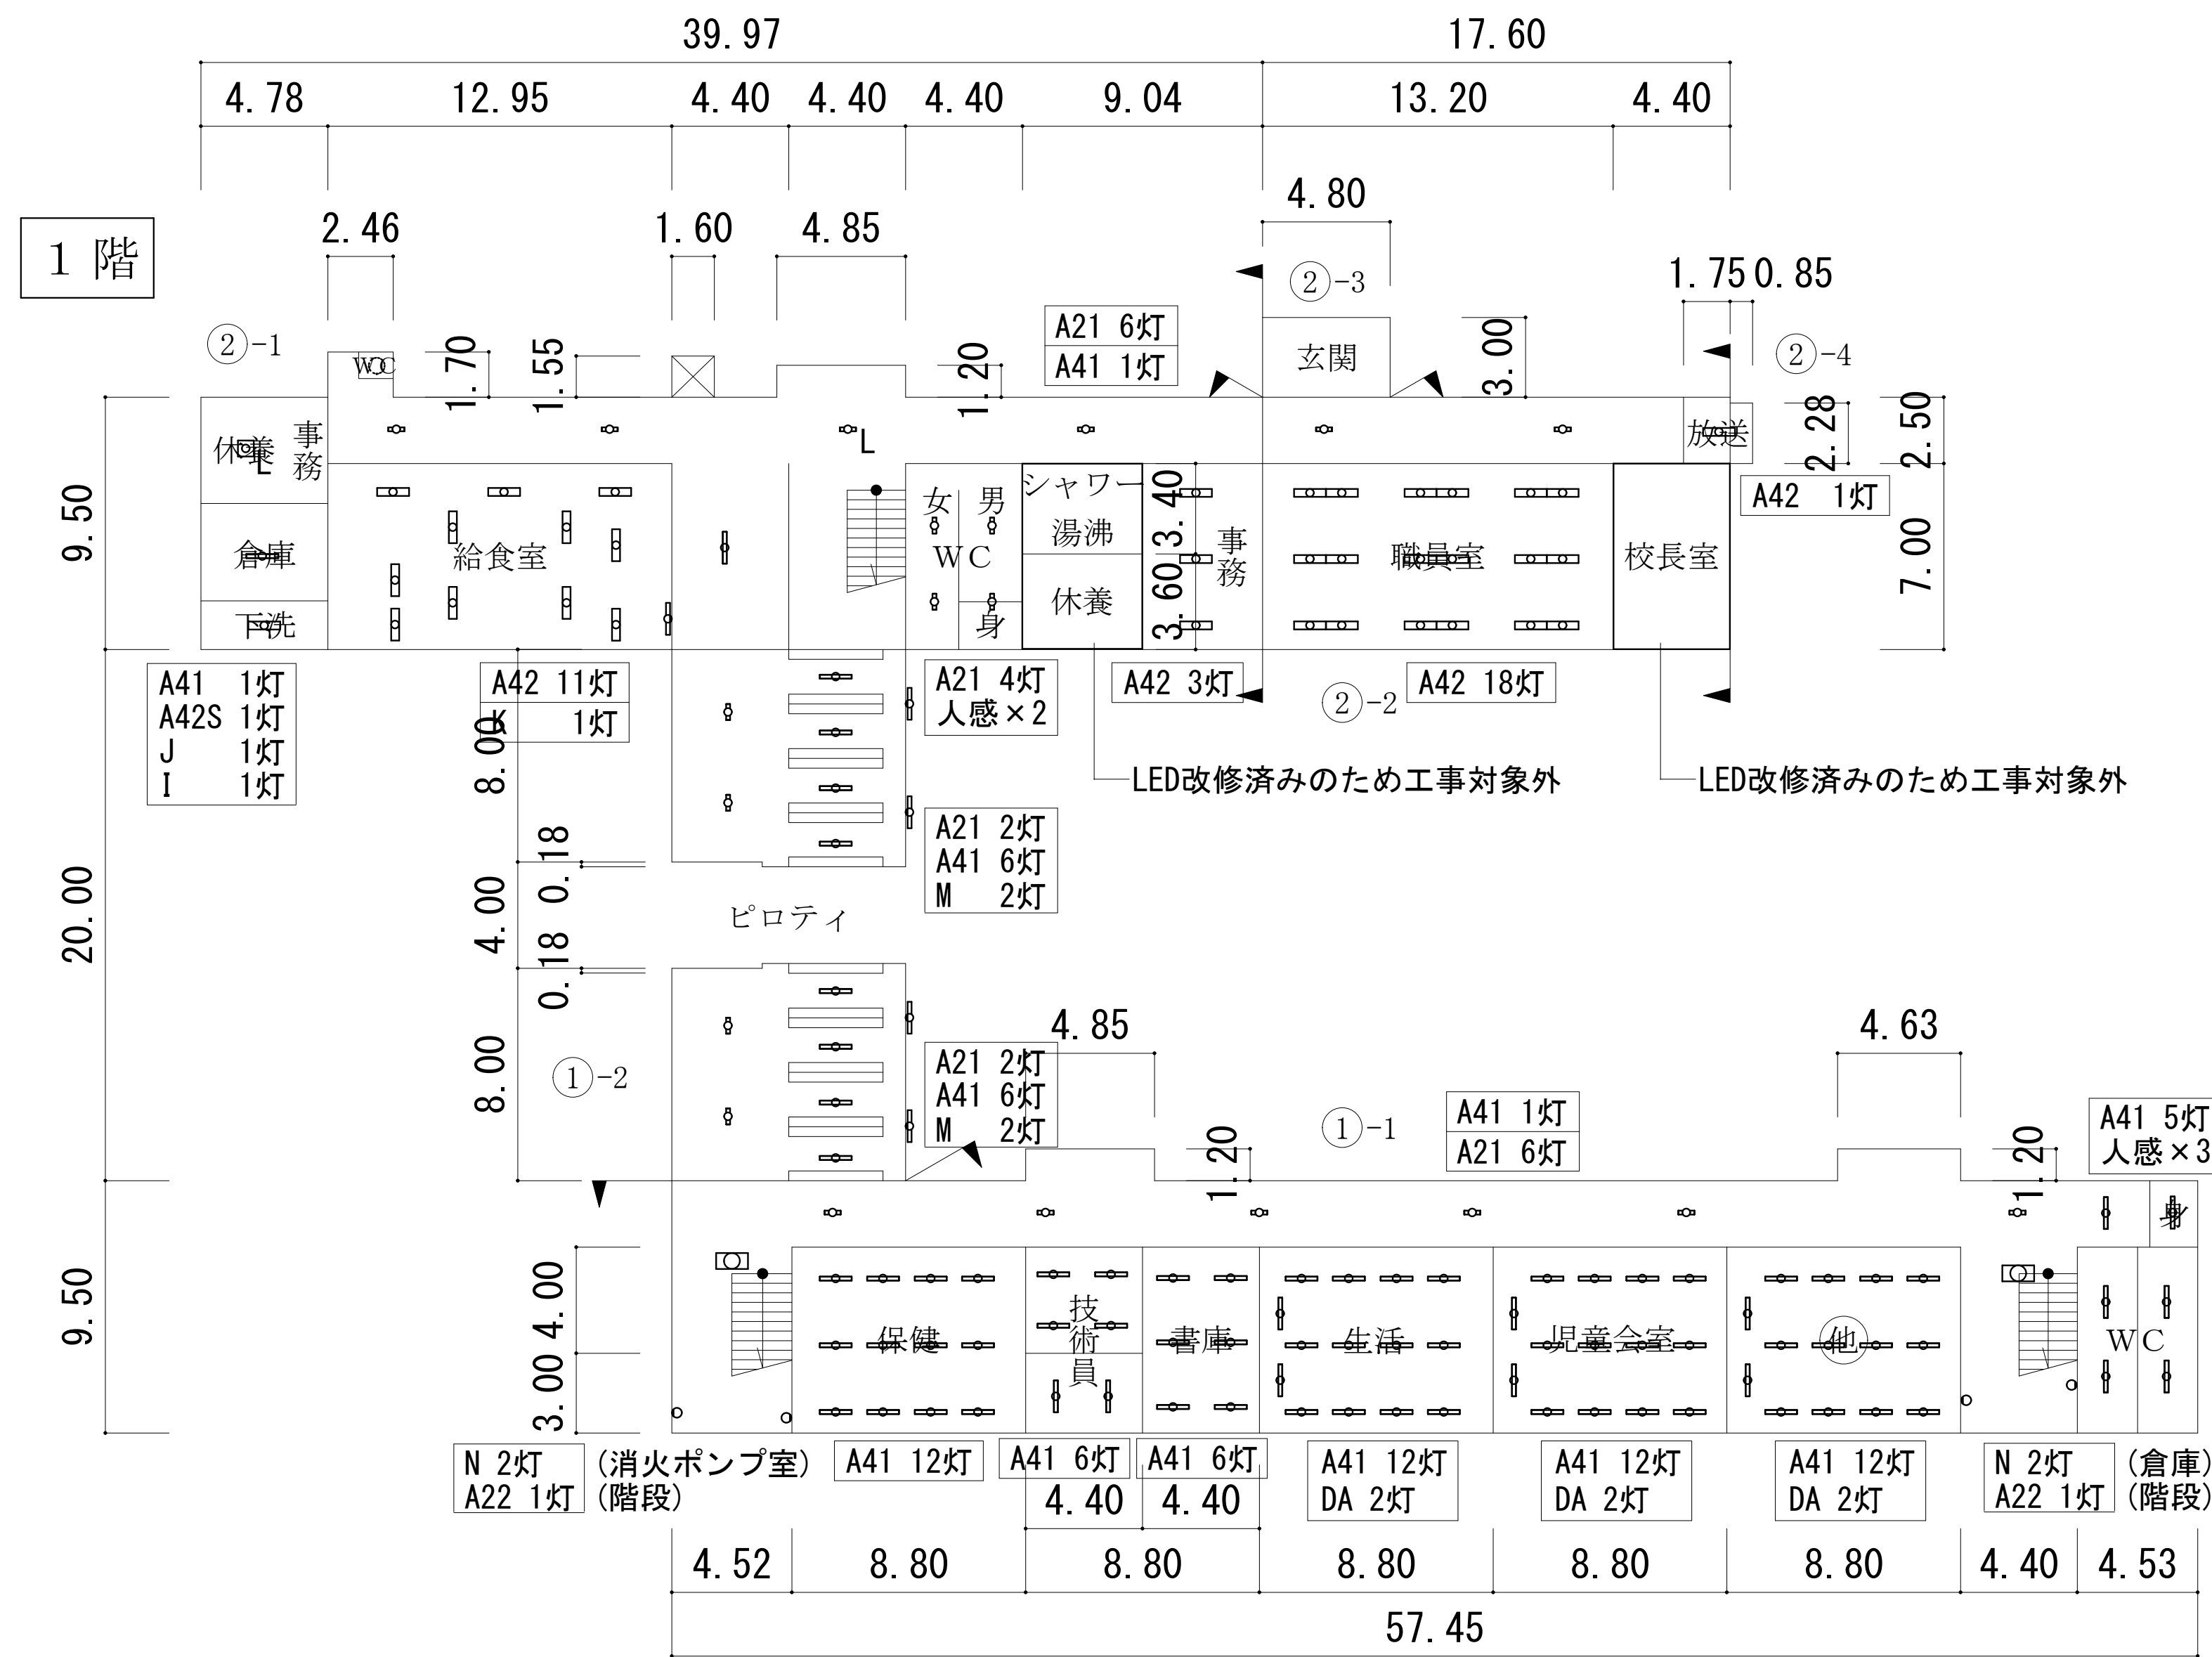 39.97
17.60
4.78
12.95
4.40
4.40
4.40
9.04
13.20
4.40
1階
2.46
1.60
4.85
4.80
1.75
0.85
②-1
②-3
②-4
WC
1.70
1.55
1.20
A21 6灯
A41 1灯
玄関
3.00
2.28
2.50
休養
事務
L
L
放送
A42 1灯
9.50
倉庫
下洗
給食室
女
男
WC
身
シャワー
湯沸
休養
3.40
3.60
事務
職員室
校長室
7.00
A41 1灯
A42S 1灯
J 1灯
I 1灯
A42 11灯
K 1灯
A21 4灯
人感×2
A42 3灯
②-2
A42 18灯
LED改修済みのため工事対象外
LED改修済みのため工事対象外
8.00
A21 2灯
A41 6灯
M 2灯
20.00
0.18
4.00
0.18
ピロティ
8.00
①-2
A21 2灯
A41 6灯
M 2灯
4.85
4.63
①-1
A41 1灯
A21 6灯
A41 5灯
人感×3
1.20
1.20
9.50
4.00
3.00
保健
技術員
書庫
生活
児童会室
他
WC
身
N 2灯 (消火ポンプ室)
A22 1灯 (階段)
A41 12灯
A41 6灯
A41 6灯
A41 12灯
DA 2灯
A41 12灯
DA 2灯
A41 12灯
DA 2灯
N 2灯 (倉庫)
A22 1灯 (階段)
4.40
4.40
4.52
8.80
8.80
8.80
8.80
8.80
4.40
4.53
57.45